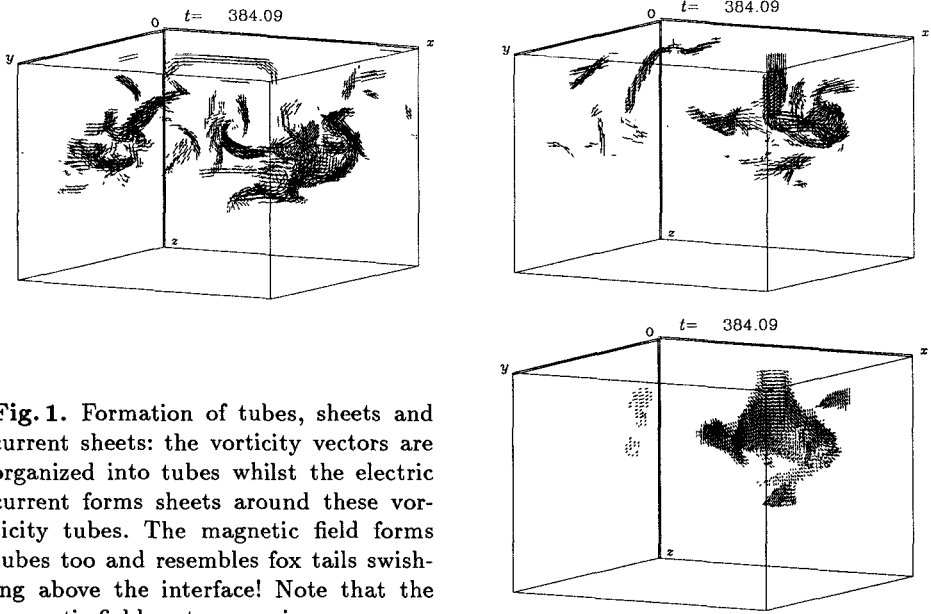 0 t= 384.09
y
x
z
0 t= 384.09
y
x
z
0 t= 384.09
y
x
z
Fig. 1. Formation of tubes, sheets and
current sheets: the vorticity vectors are
organized into tubes whilst the electric
current forms sheets around these vor-
ticity tubes. The magnetic field forms
tubes too and resembles fox tails swish-
ing above the interface! Note that the